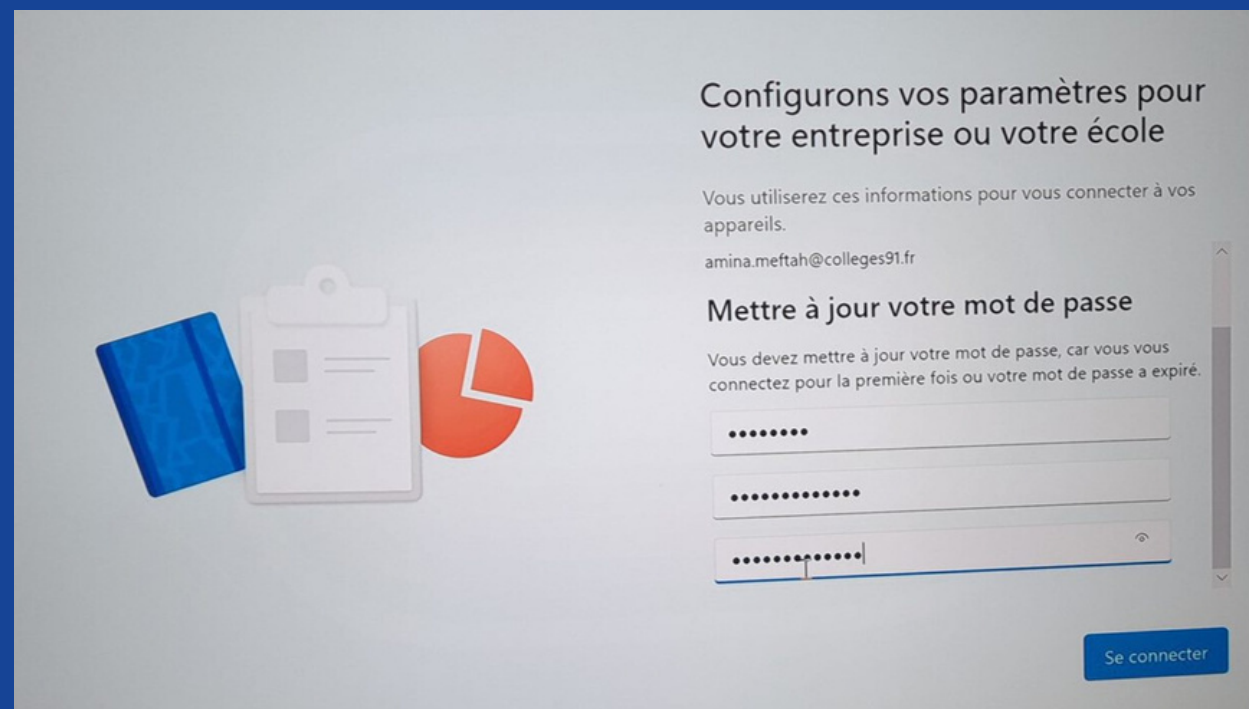 Configurons vos paramètres pour
votre entreprise ou votre école
Vous utiliserez ces informations pour vous connecter à vos
appareils.
amina.meftah@colleges91.fr
Mettre à jour votre mot de passe
Vous devez mettre à jour votre mot de passe, car vous vous
connectez pour la première fois ou votre mot de passe a expiré.
••••••••
•••••••••••••
•••••••••••••
Se connecter